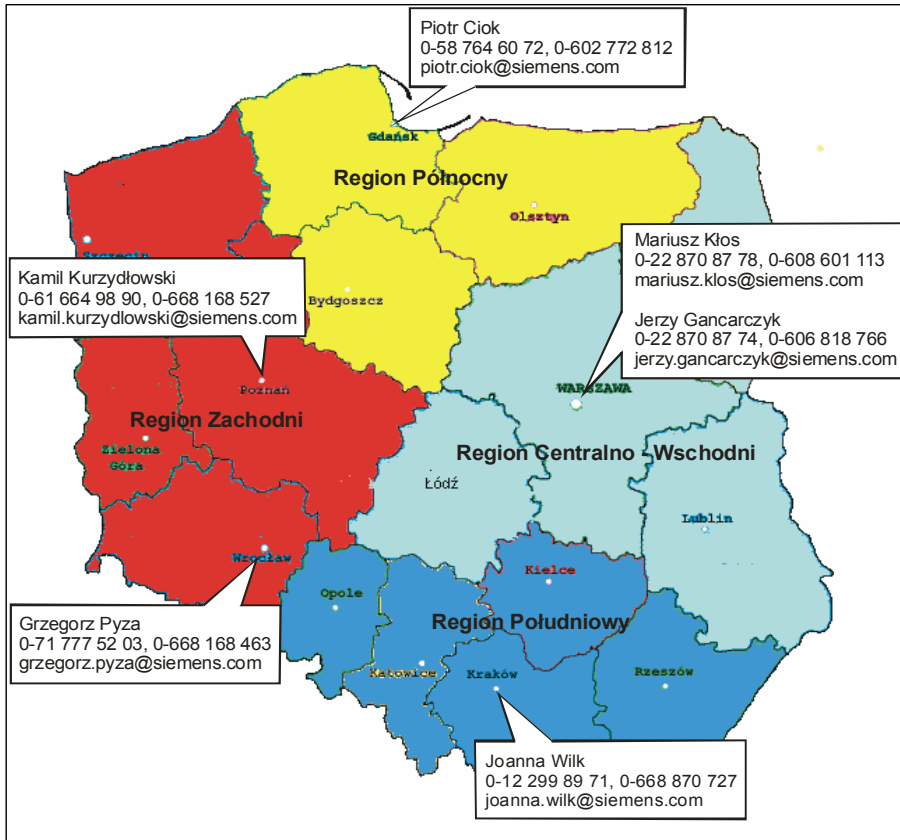 Piotr Ciok
0-58 764 60 72, 0-602 772 812
piotr.ciok@siemens.com
Gdańsk
Region Północny
Olsztyn
Szczecin
Mariusz Kłos
0-22 870 87 78, 0-608 601 113
mariusz.klos@siemens.com
Jerzy Gancarczyk
0-22 870 87 74, 0-606 818 766
jerzy.gancarczyk@siemens.com
Kamil Kurzydłowski
0-61 664 98 90, 0-668 168 527
kamil.kurzydlowski@siemens.com
Bydgoszcz
Poznań
WARSZAWA
Region Zachodni
Zielona
Góra
Region Centralno - Wschodni
Łódź
Lublin
Wrocław
Kielce
Opole
Grzegorz Pyza
0-71 777 52 03, 0-668 168 463
grzegorz.pyza@siemens.com
Region Południowy
Katowice
Kraków
Rzeszów
Joanna Wilk
0-12 299 89 71, 0-668 870 727
joanna.wilk@siemens.com